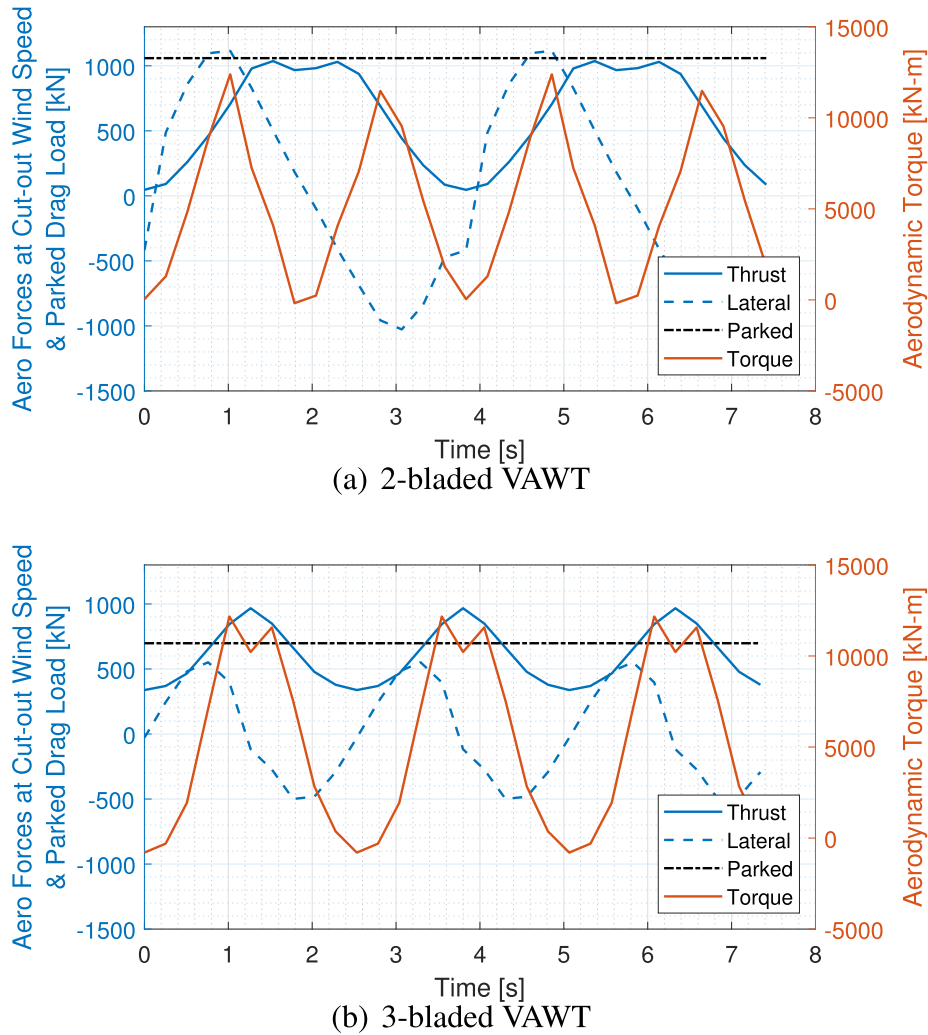 Aero Forces at Cut-out Wind Speed
& Parked Drag Load [kN]
1000
500
0
-500
-1000
-1500
15000
10000
5000
0
-5000
Aerodynamic Torque [kN-m]
Thrust
Lateral
Parked
Torque
0 1 2 3 4 5 6 7 8
Time [s]
(a) 2-bladed VAWT
Aero Forces at Cut-out Wind Speed
& Parked Drag Load [kN]
1000
500
0
-500
-1000
-1500
15000
10000
5000
0
-5000
Aerodynamic Torque [kN-m]
Thrust
Lateral
Parked
Torque
0 1 2 3 4 5 6 7 8
Time [s]
(b) 3-bladed VAWT